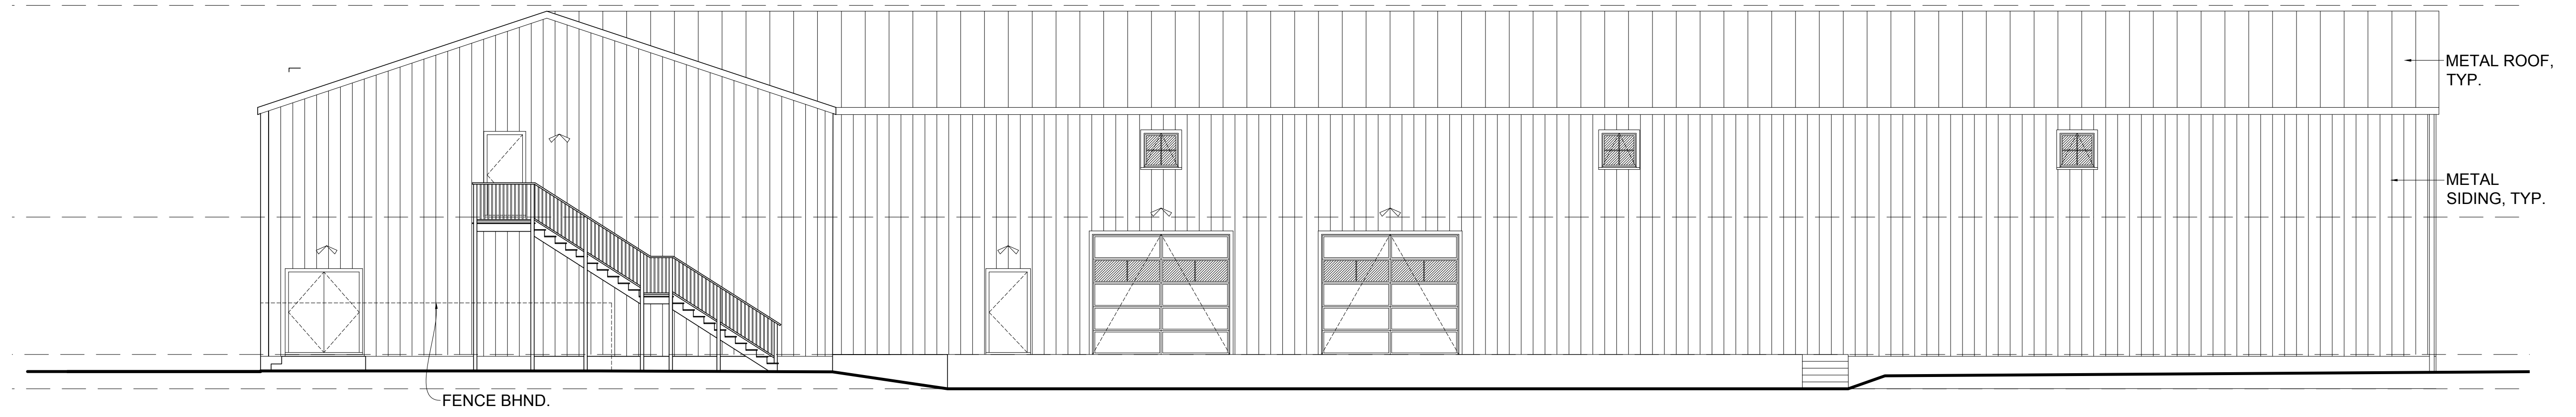 METAL ROOF,
TYP.
METAL
SIDING, TYP.
FENCE BHND.